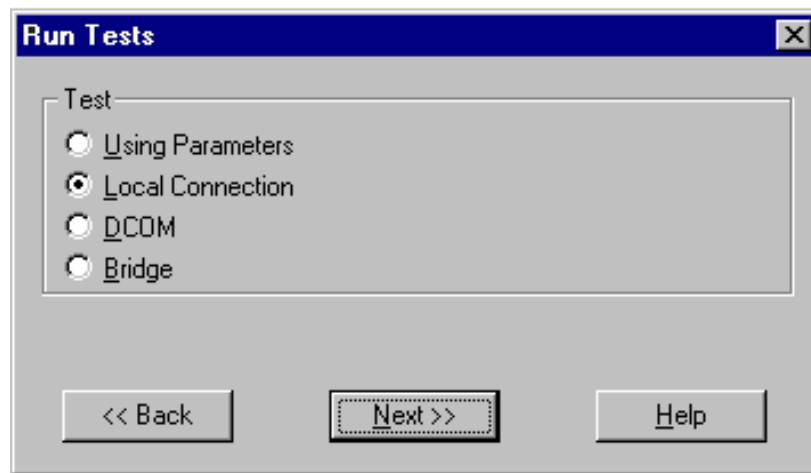 Run Tests
Test
Using Parameters
Local Connection
DCOM
Bridge
<< Back
Next >>
Help